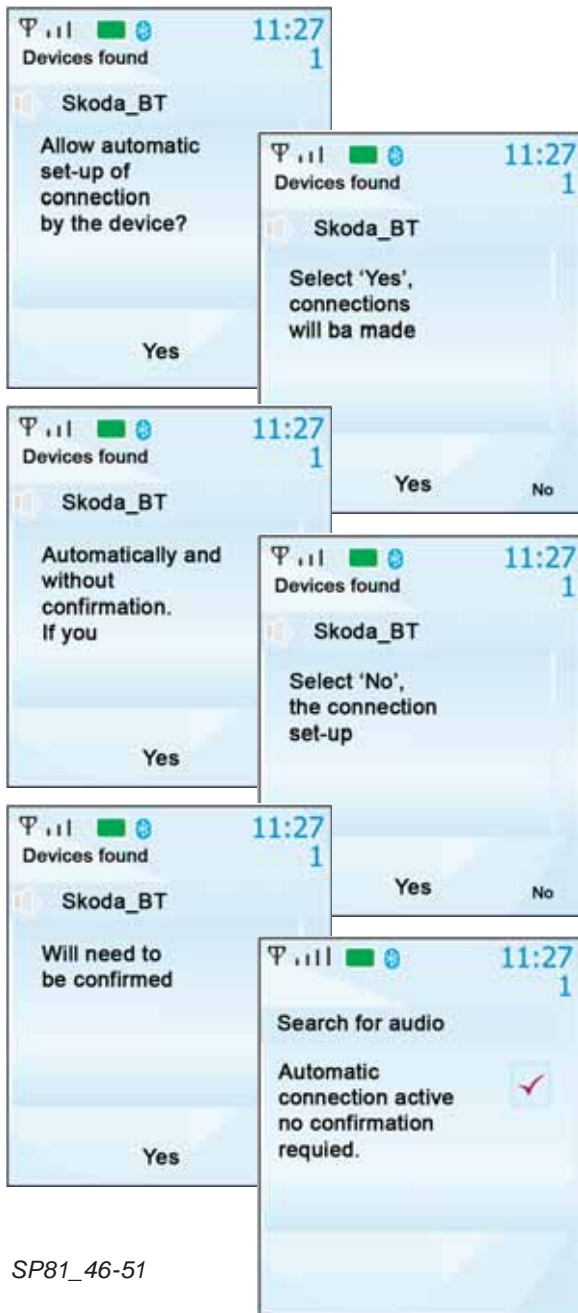 11:27
Devices found 1
Skoda_BT
Allow automatic
set-up of
connection
by the device?
Yes
11:27
Devices found 1
Skoda_BT
Select ‘Yes’,
connections
will ba made
Yes No
11:27
Devices found 1
Skoda_BT
Automatically and
without
confirmation.
If you
Yes
11:27
Devices found 1
Skoda_BT
Select ‘No’,
the connection
set-up
Yes No
11:27
Devices found 1
Skoda_BT
Will need to
be confirmed
Yes
11:27
1
Search for audio
Automatic
connection active
no confirmation
requied.
SP81_46-51